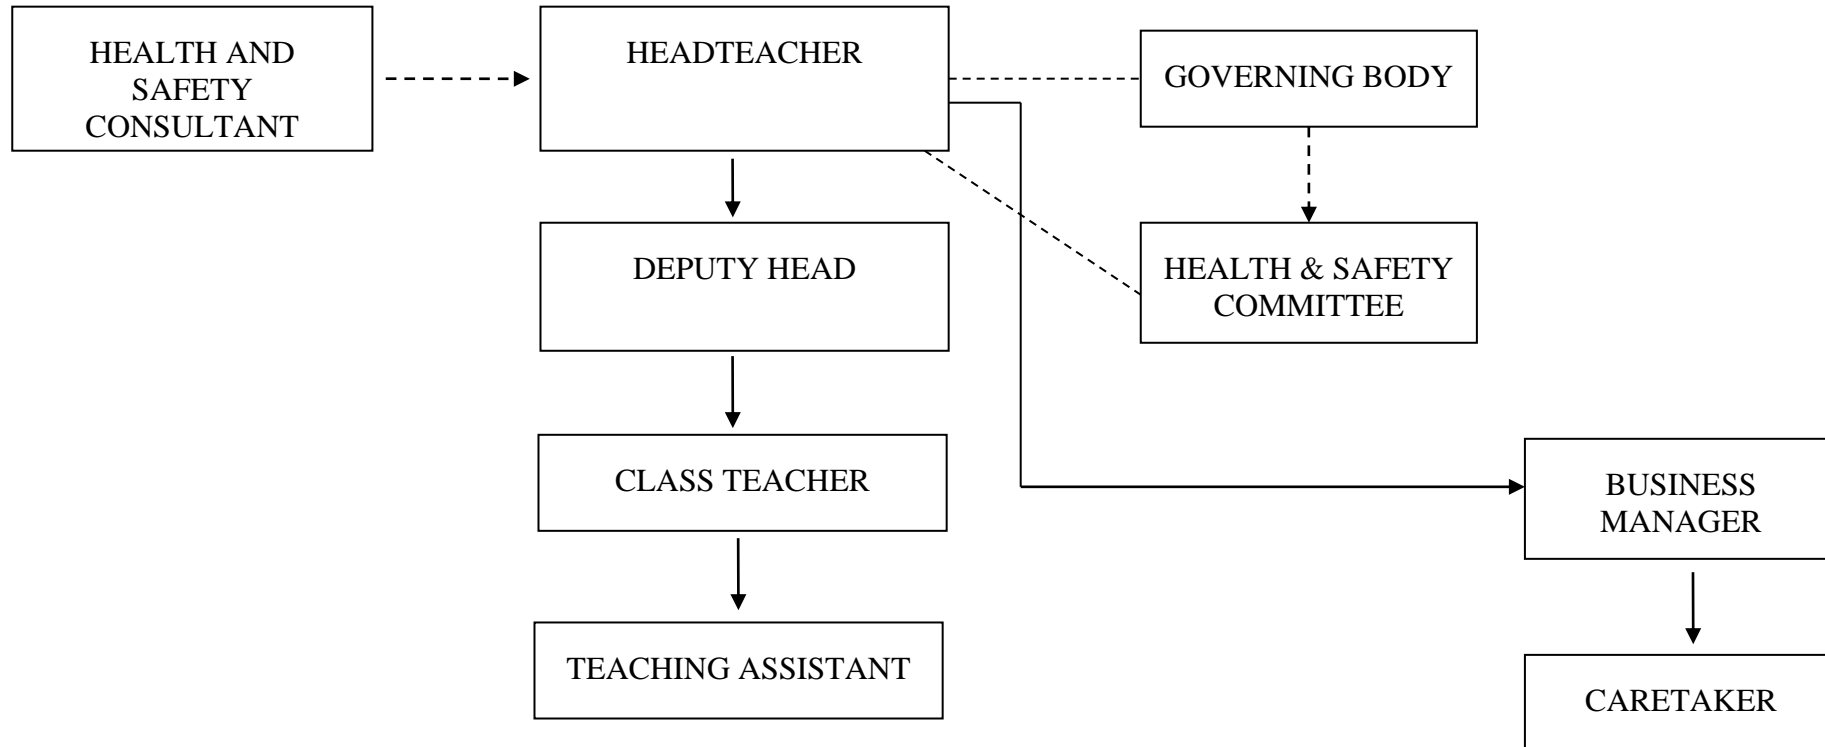 HEALTH AND
SAFETY
CONSULTANT
HEADTEACHER
GOVERNING BODY
DEPUTY HEAD
HEALTH & SAFETY
COMMITTEE
CLASS TEACHER
BUSINESS
MANAGER
TEACHING ASSISTANT
CARETAKER